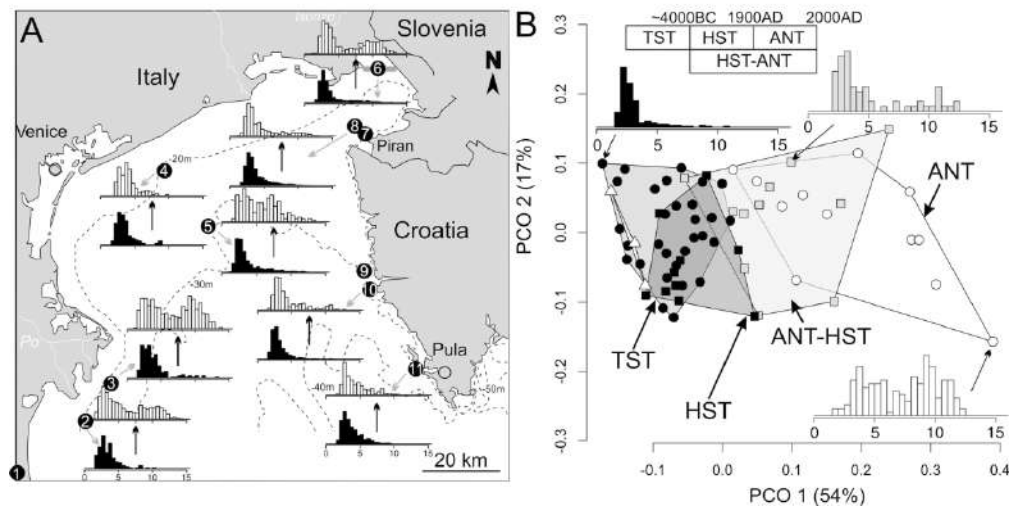 A
Slovenia
Italy
N
Venice
Piran
Croatia
Pula
Po
-20m
-30m
-40m
-50m
1
2
3
4
5
6
7
8
9
10
11
0 5 10 15
0 5 10 15
20 km
B
~4000BC 1900AD 2000AD
TST HST ANT
HST-ANT
0 5 10 15
0 5 10 15
0 5 10 15
ANT
ANT-HST
TST
HST
PCO 2 (17%)
0.3
0.2
0.1
0.0
-0.1
-0.2
-0.3
-0.1 0.0 0.1 0.2 0.3 0.4
PCO 1 (54%)